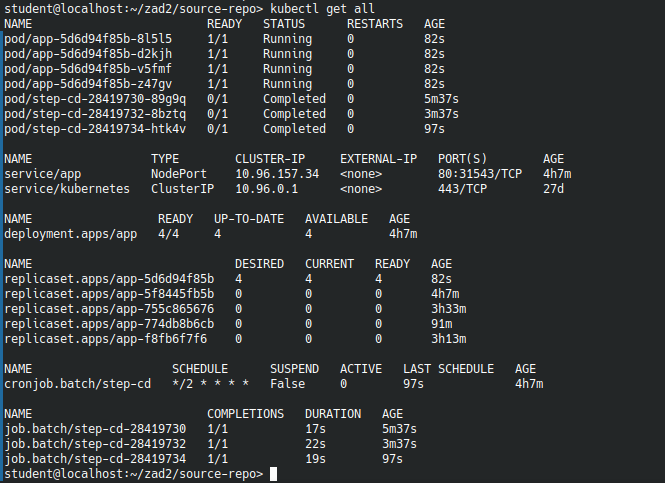 student@localhost:~/zad2/source-repo> kubectl get all
NAME                       READY   STATUS      RESTARTS   AGE
pod/app-5d6d94f85b-8l5l5   1/1     Running     0          82s
pod/app-5d6d94f85b-d2kjh   1/1     Running     0          82s
pod/app-5d6d94f85b-v5fmf   1/1     Running     0          82s
pod/app-5d6d94f85b-z47gv   1/1     Running     0          82s
pod/step-cd-28419730-89g9q   0/1     Completed   0          5m37s
pod/step-cd-28419732-8bztq   0/1     Completed   0          3m37s
pod/step-cd-28419734-htk4v   0/1     Completed   0          97s
NAME                 TYPE        CLUSTER-IP      EXTERNAL-IP   PORT(S)        AGE
service/app          NodePort    10.96.157.34    <none>        80:31543/TCP   4h7m
service/kubernetes   ClusterIP   10.96.0.1       <none>        443/TCP        27d
NAME                  READY   UP-TO-DATE   AVAILABLE   AGE
deployment.apps/app   4/4     4            4           4h7m
NAME                             DESIRED   CURRENT   READY   AGE
replicaset.apps/app-5d6d94f85b   4         4         4       82s
replicaset.apps/app-5f8445fb5b   0         0         0       4h7m
replicaset.apps/app-755c865676   0         0         0       3h33m
replicaset.apps/app-774db8b6cb   0         0         0       91m
replicaset.apps/app-f8fb6f7f6    0         0         0       3h13m
NAME                    SCHEDULE      SUSPEND   ACTIVE   LAST SCHEDULE   AGE
cronjob.batch/step-cd   */2 * * * *   False     0        97s             4h7m
NAME                         COMPLETIONS   DURATION   AGE
job.batch/step-cd-28419730   1/1           17s        5m37s
job.batch/step-cd-28419732   1/1           22s        3m37s
job.batch/step-cd-28419734   1/1           19s        97s
student@localhost:~/zad2/source-repo>